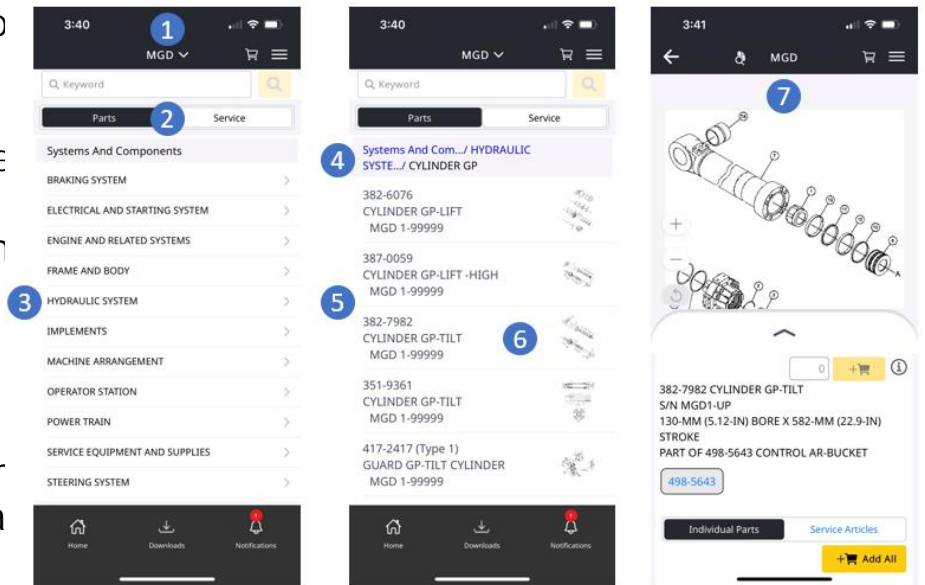 3:40
1
MGD
Keyword
Parts
2
Service
Systems And Components
BRAKING SYSTEM
ELECTRICAL AND STARTING SYSTEM
ENGINE AND RELATED SYSTEMS
FRAME AND BODY
3
HYDRAULIC SYSTEM
IMPLEMENTS
MACHINE ARRANGEMENT
OPERATOR STATION
POWER TRAIN
SERVICE EQUIPMENT AND SUPPLIES
STEERING SYSTEM
Home
Downloads
Notifications
3:40
MGD
Keyword
Parts
Service
4
Systems And Com.../ HYDRAULIC
SYSTE.../ CYLINDER GP
382-6076
CYLINDER GP-LIFT
MGD 1-99999
387-0059
CYLINDER GP-LIFT -HIGH
MGD 1-99999
5
382-7982
CYLINDER GP-TILT
MGD 1-99999
6
351-9361
CYLINDER GP-TILT
MGD 1-99999
417-2417 (Type 1)
GUARD GP-TILT CYLINDER
MGD 1-99999
Home
Downloads
Notifications
3:41
MGD
7
A
+
−
0
+
382-7982 CYLINDER GP-TILT
S/N MGD1-UP
130-MM (5.12-IN) BORE X 582-MM (22.9-IN)
STROKE
PART OF 498-5643 CONTROL AR-BUCKET
498-5643
Individual Parts
Service Articles
+ Add All